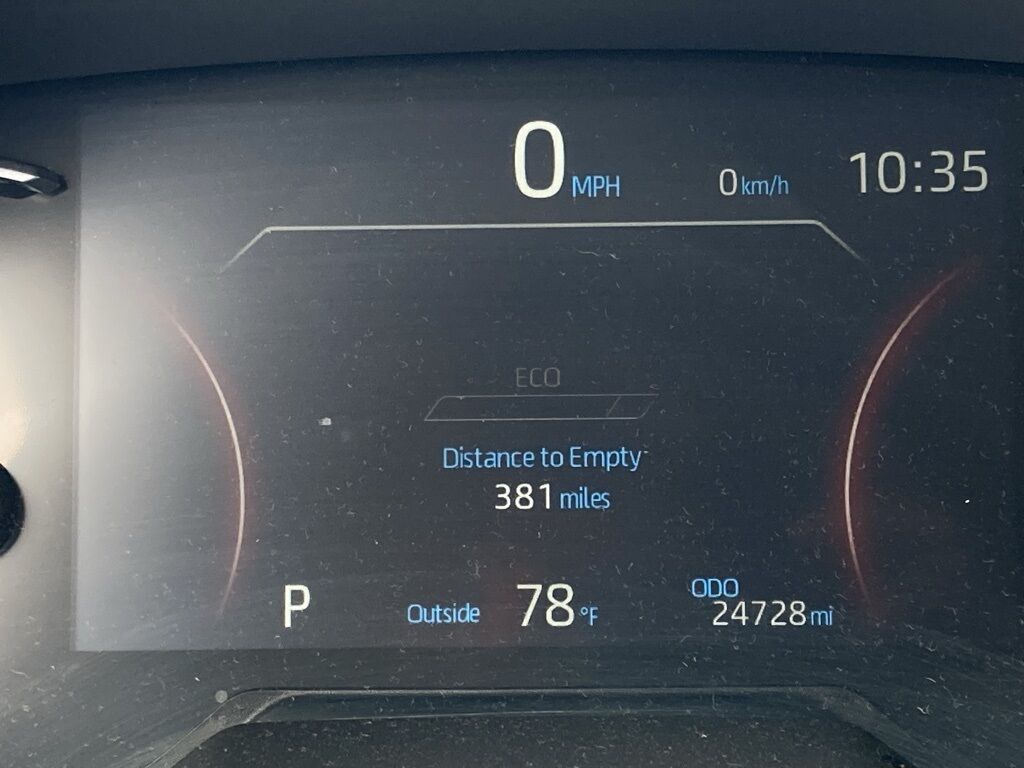 0 MPH 0 km/h 10:35
ECO
Distance to Empty
381 miles
P Outside 78 °F ODO
24728 mi